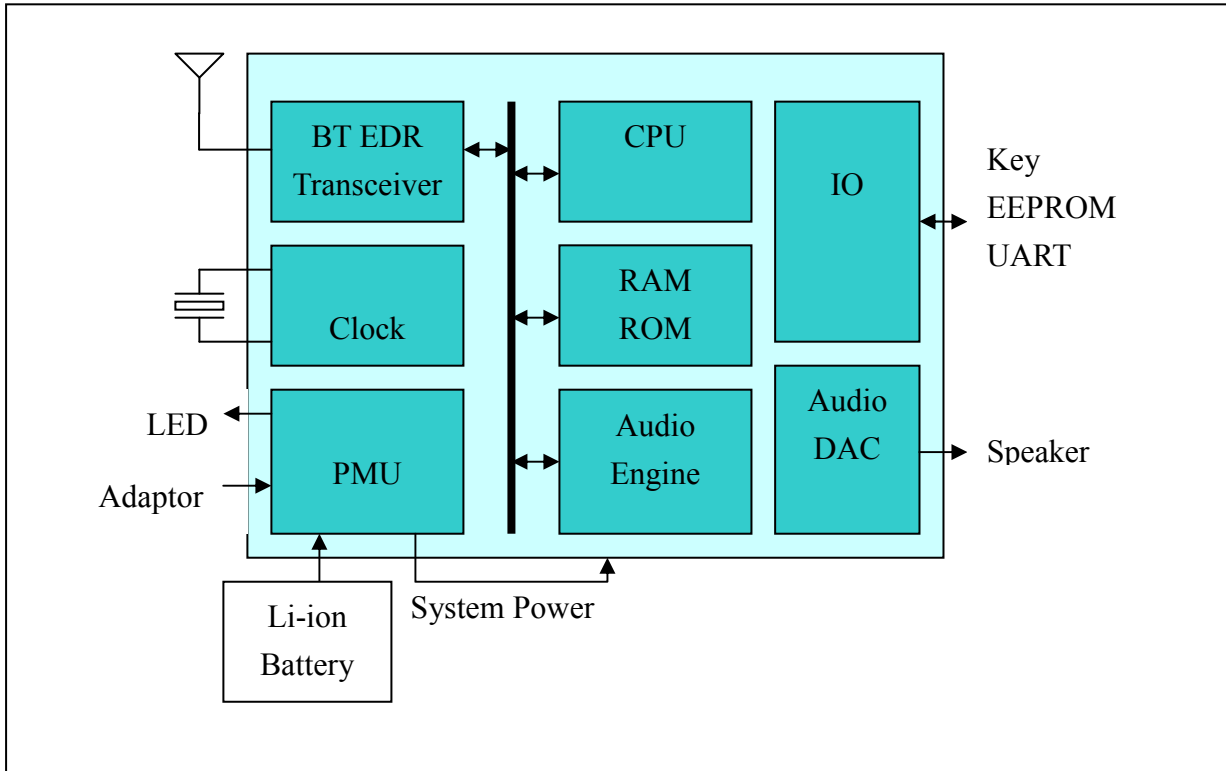 BT EDR
Transceiver
CPU
IO
Key
EEPROM
UART
Clock
RAM
ROM
LED
Adaptor
PMU
Audio
Engine
Audio
DAC
Speaker
Li-ion
Battery
System Power